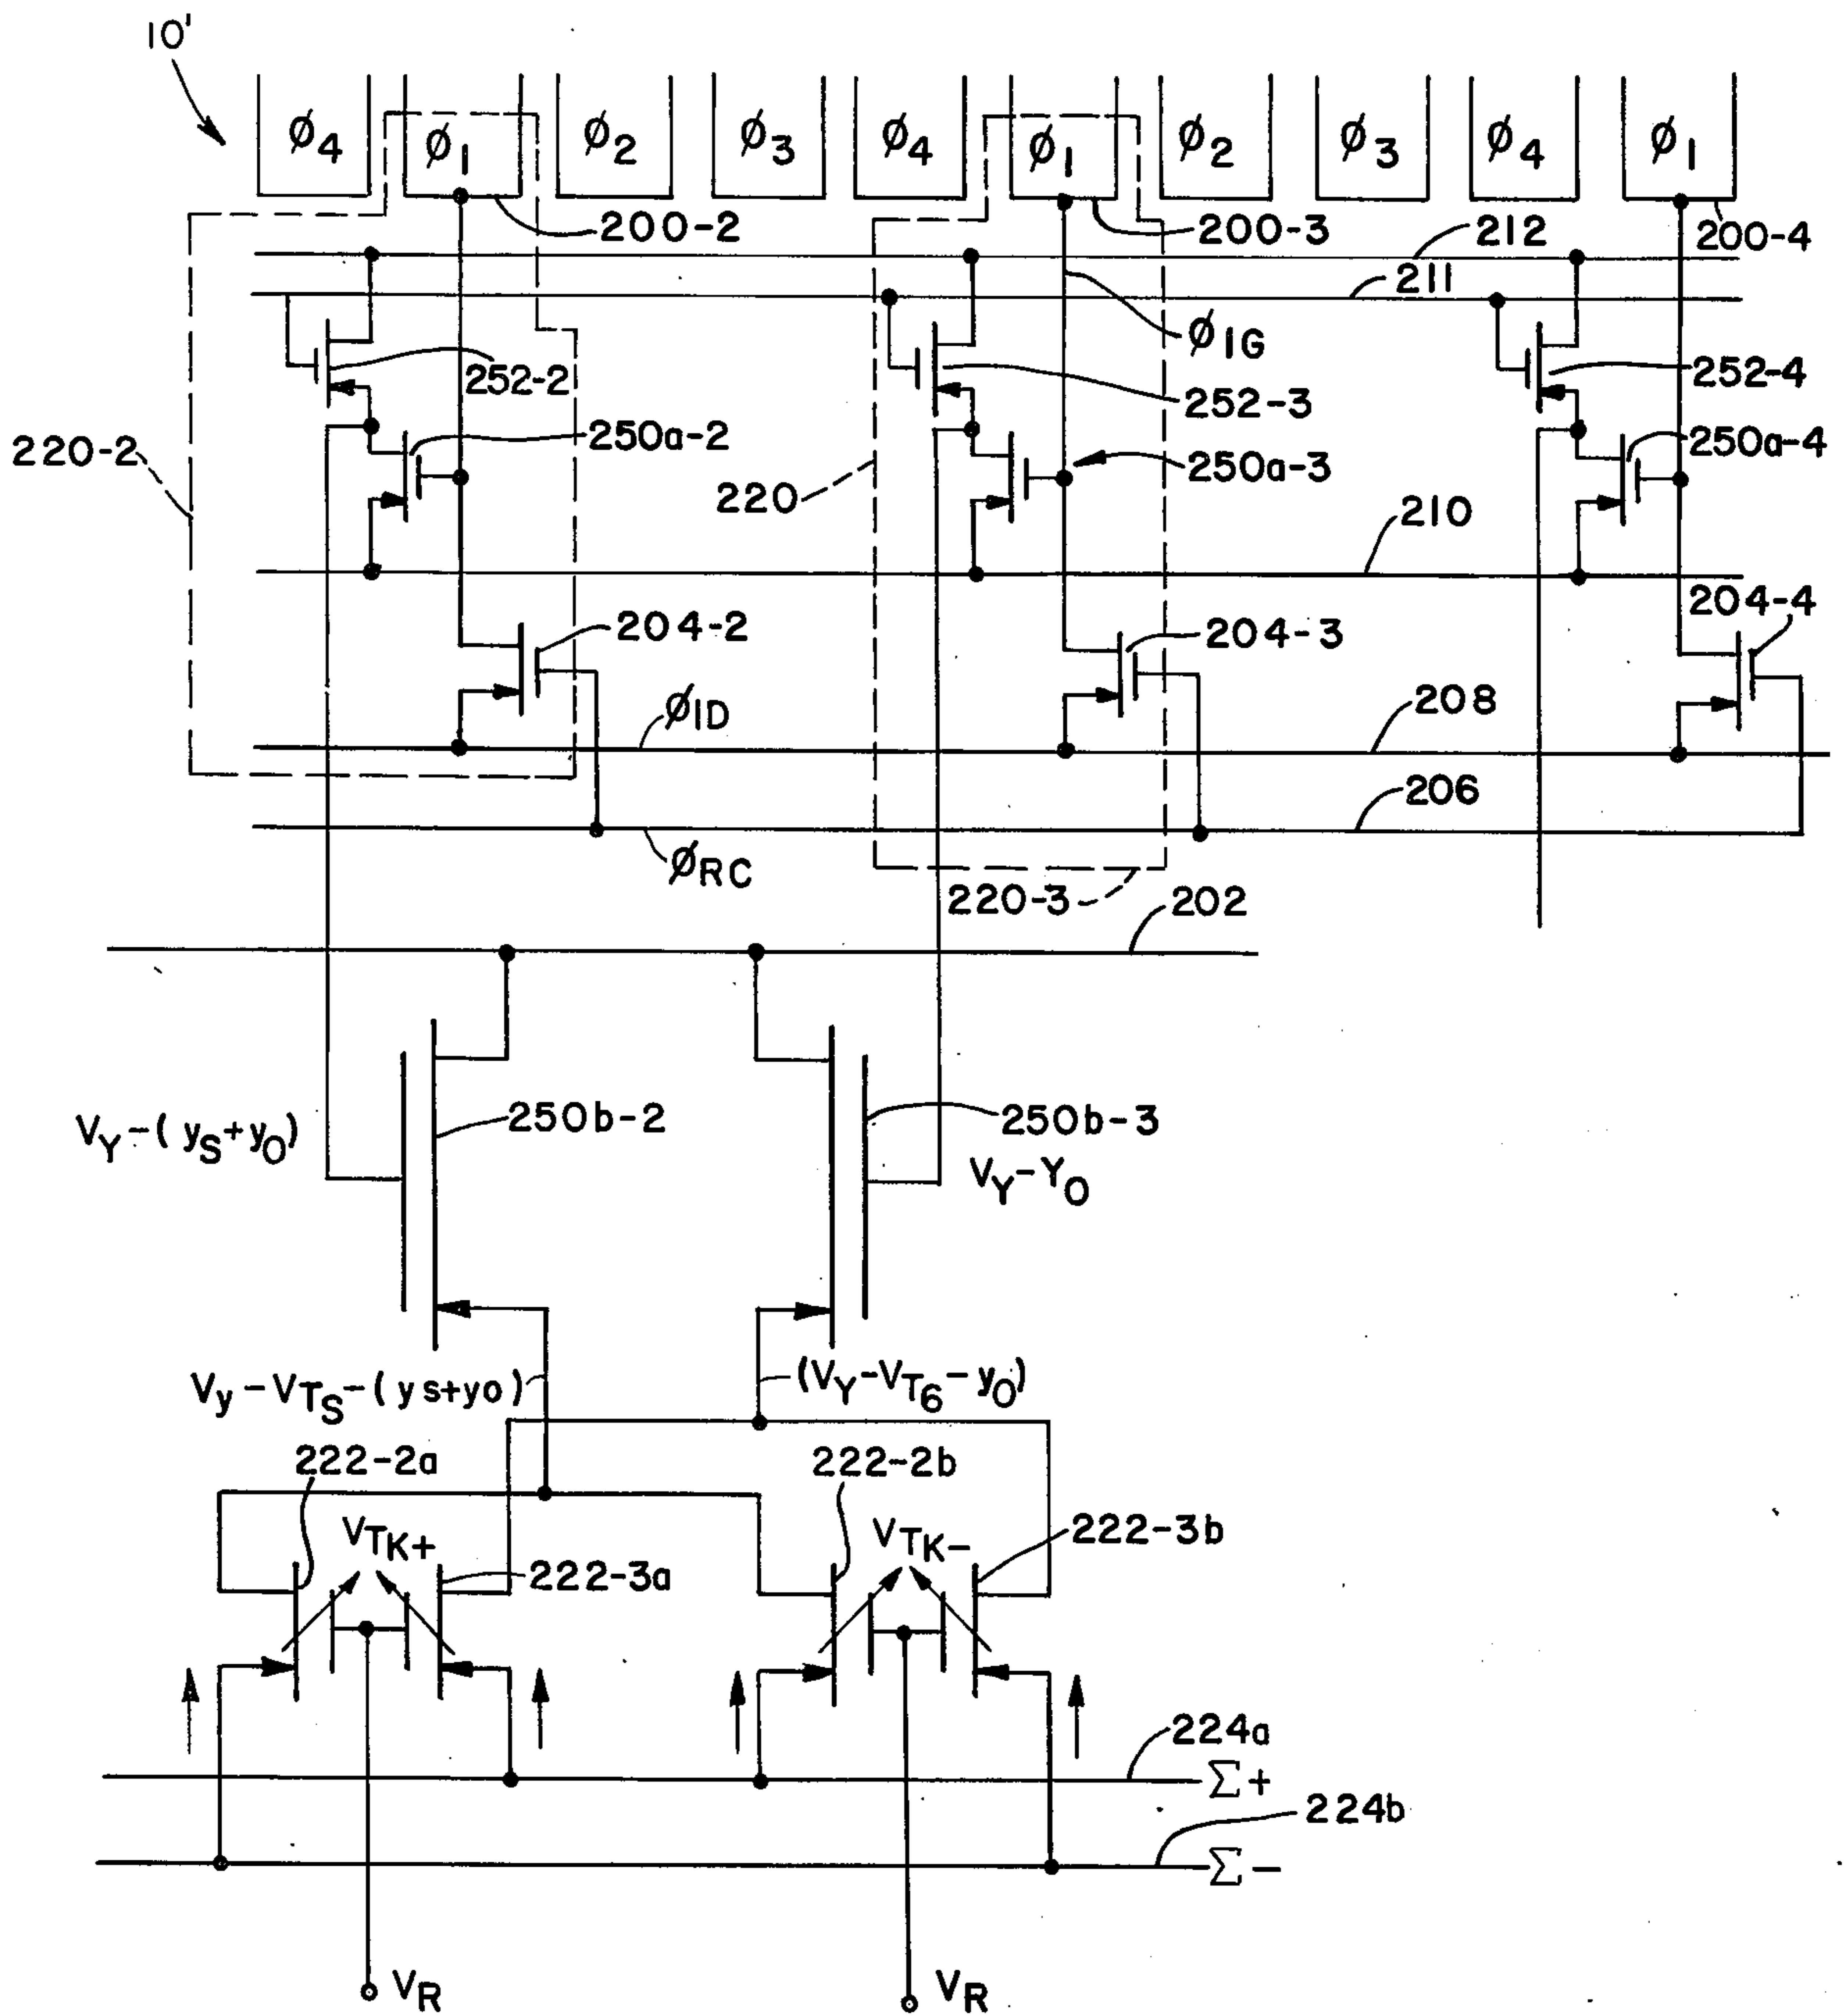 10'
ϕ4 ϕ1 ϕ2 ϕ3 ϕ4 ϕ1 ϕ2 ϕ3 ϕ4 ϕ1
200-2 200-3 212 200-4
211
ϕ1G
252-2 252-3 252-4
220-2 250a-2 220 250a-3 250a-4
210
204-2 204-3 204-4
ϕ1D 208
206
ϕRC 220-3 202
VY-(yS+yO) 250b-2 250b-3
VY-YO
Vy-VTS-(ys+yo) (VY-VT6-yO)
222-2a 222-2b
VTK+ 222-3a VTK- 222-3b
224a
Σ+
224b
Σ-
VR VR